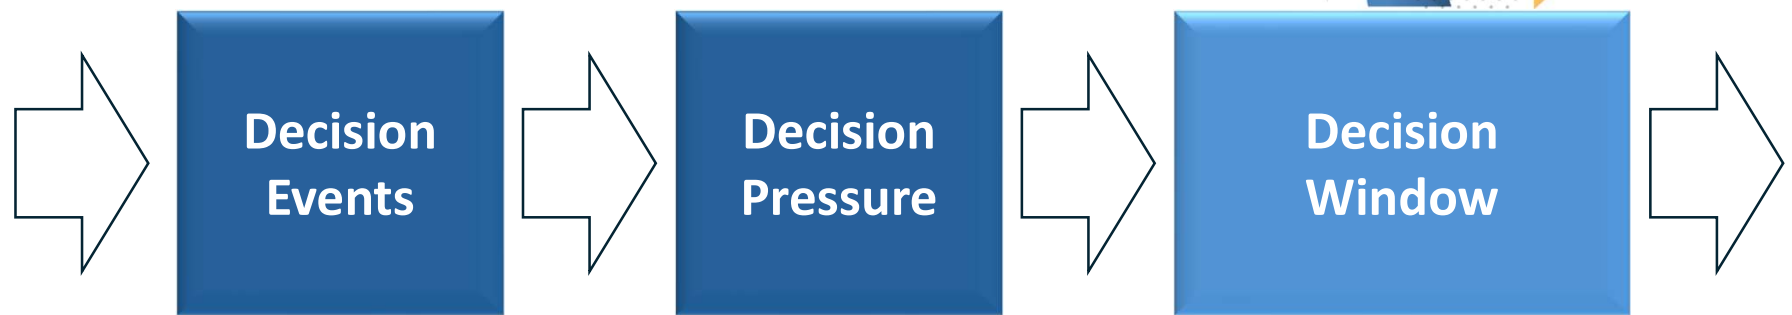 Decision
Events
Decision
Pressure
Decision
Window